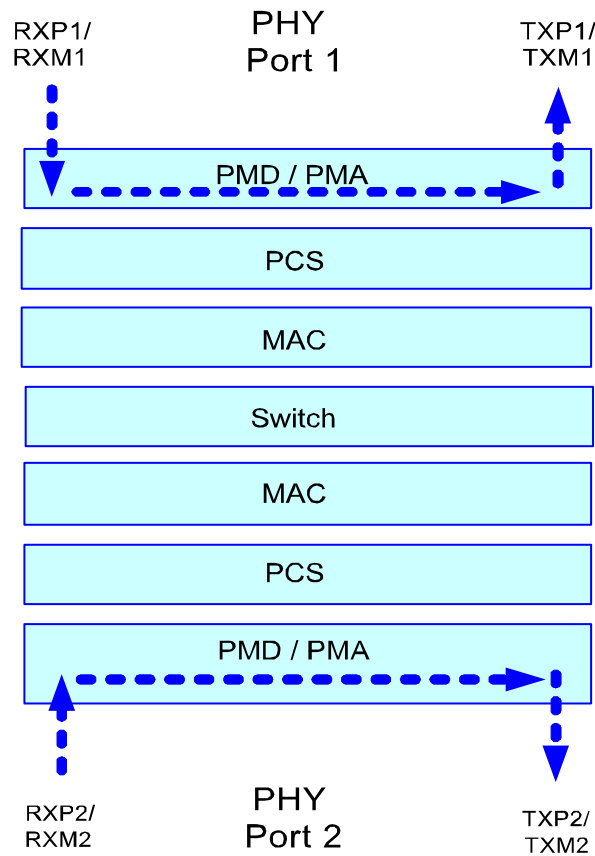 RXP1/
RXM1
PHY
Port 1
TXP1/
TXM1
PMD / PMA
PCS
MAC
Switch
MAC
PCS
PMD / PMA
RXP2/
RXM2
PHY
Port 2
TXP2/
TXM2